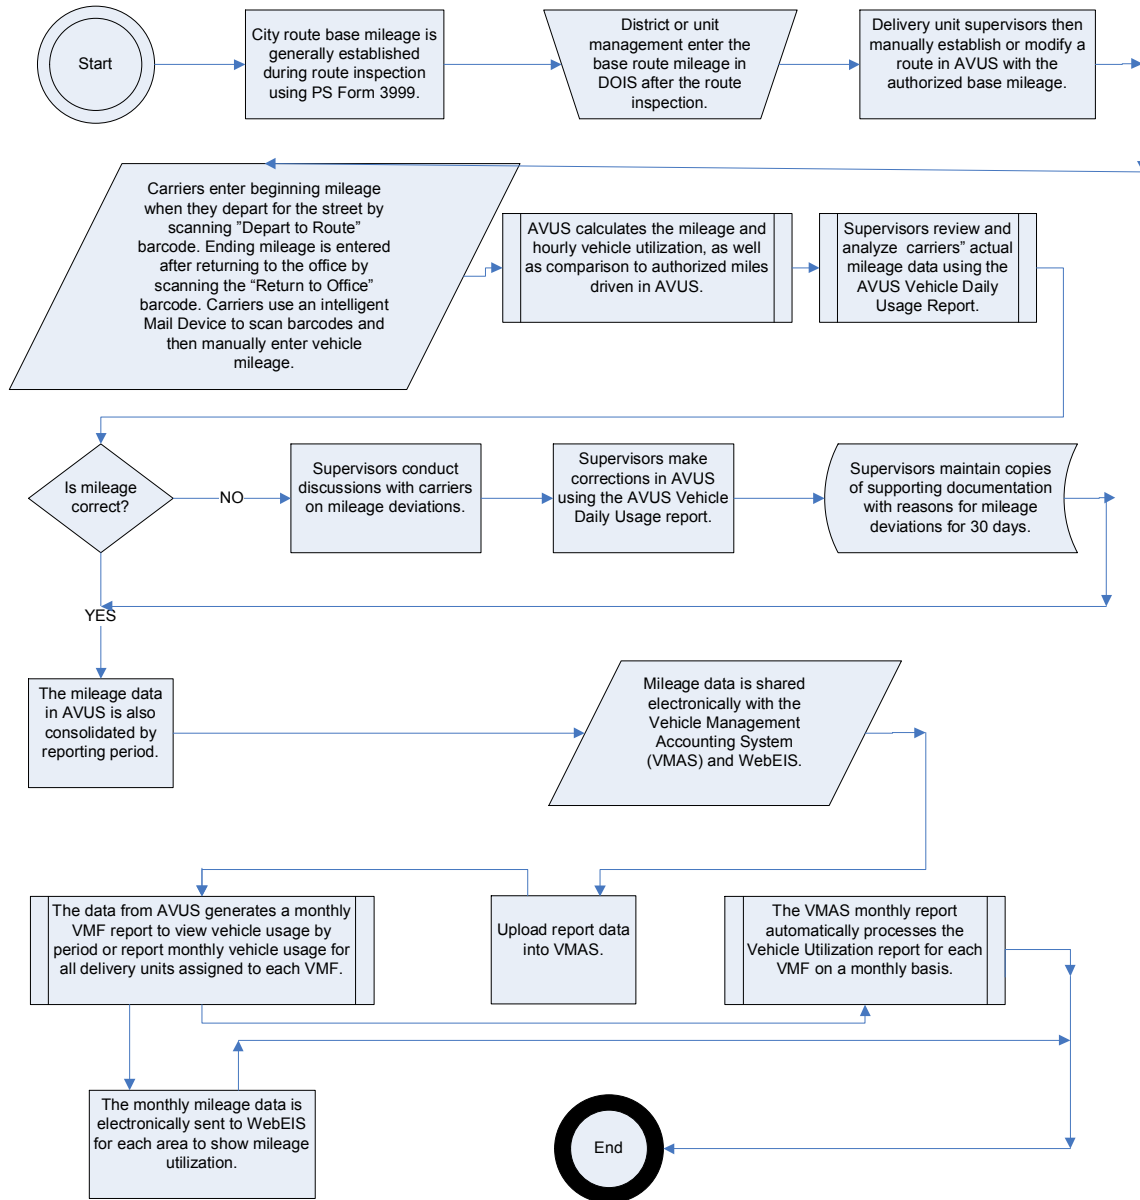 Start
City route base mileage is
generally established
during route inspection
using PS Form 3999.
District or unit
management enter the
base route mileage in
DOIS after the route
inspection.
Delivery unit supervisors then
manually establish or modify a
route in AVUS with the
authorized base mileage.
Carriers enter beginning mileage
when they depart for the street by
scanning ”Depart to Route”
barcode. Ending mileage is entered
after returning to the office by
scanning the “Return to Office”
barcode. Carriers use an intelligent
Mail Device to scan barcodes and
then manually enter vehicle
mileage.
AVUS calculates the mileage and
hourly vehicle utilization, as well
as comparison to authorized miles
driven in AVUS.
Supervisors review and
analyze carriers” actual
mileage data using the
AVUS Vehicle Daily
Usage Report.
Is mileage
correct?
NO
Supervisors conduct
discussions with carriers
on mileage deviations.
Supervisors make
corrections in AVUS
using the AVUS Vehicle
Daily Usage report.
Supervisors maintain copies
of supporting documentation
with reasons for mileage
deviations for 30 days.
YES
The mileage data
in AVUS is also
consolidated by
reporting period.
Mileage data is shared
electronically with the
Vehicle Management
Accounting System
(VMAS) and WebEIS.
The data from AVUS generates a monthly
VMF report to view vehicle usage by
period or report monthly vehicle usage for
all delivery units assigned to each VMF.
Upload report data
into VMAS.
The VMAS monthly report
automatically processes the
Vehicle Utilization report for each
VMF on a monthly basis.
The monthly mileage data is
electronically sent to WebEIS
for each area to show mileage
utilization.
End